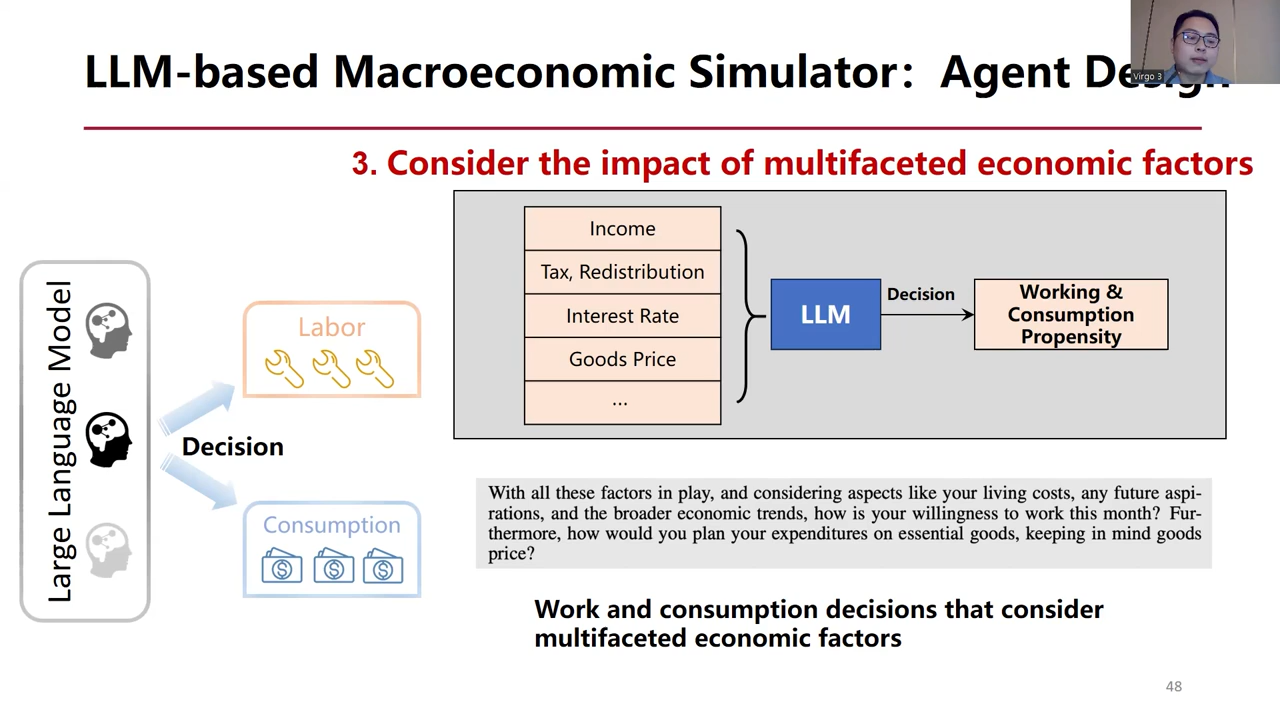 LLM-based Macroeconomic Simulator： Agent Design
Virgo 3
3. Consider the impact of multifaceted economic factors
Income
Tax, Redistribution
Interest Rate
Goods Price
...
LLM
Decision
Working &
Consumption
Propensity
Large Language Model
Labor
Decision
Consumption
With all these factors in play, and considering aspects like your living costs, any future aspi-
rations, and the broader economic trends, how is your willingness to work this month? Fur-
thermore, how would you plan your expenditures on essential goods, keeping in mind goods
price?
Work and consumption decisions that consider
multifaceted economic factors
48